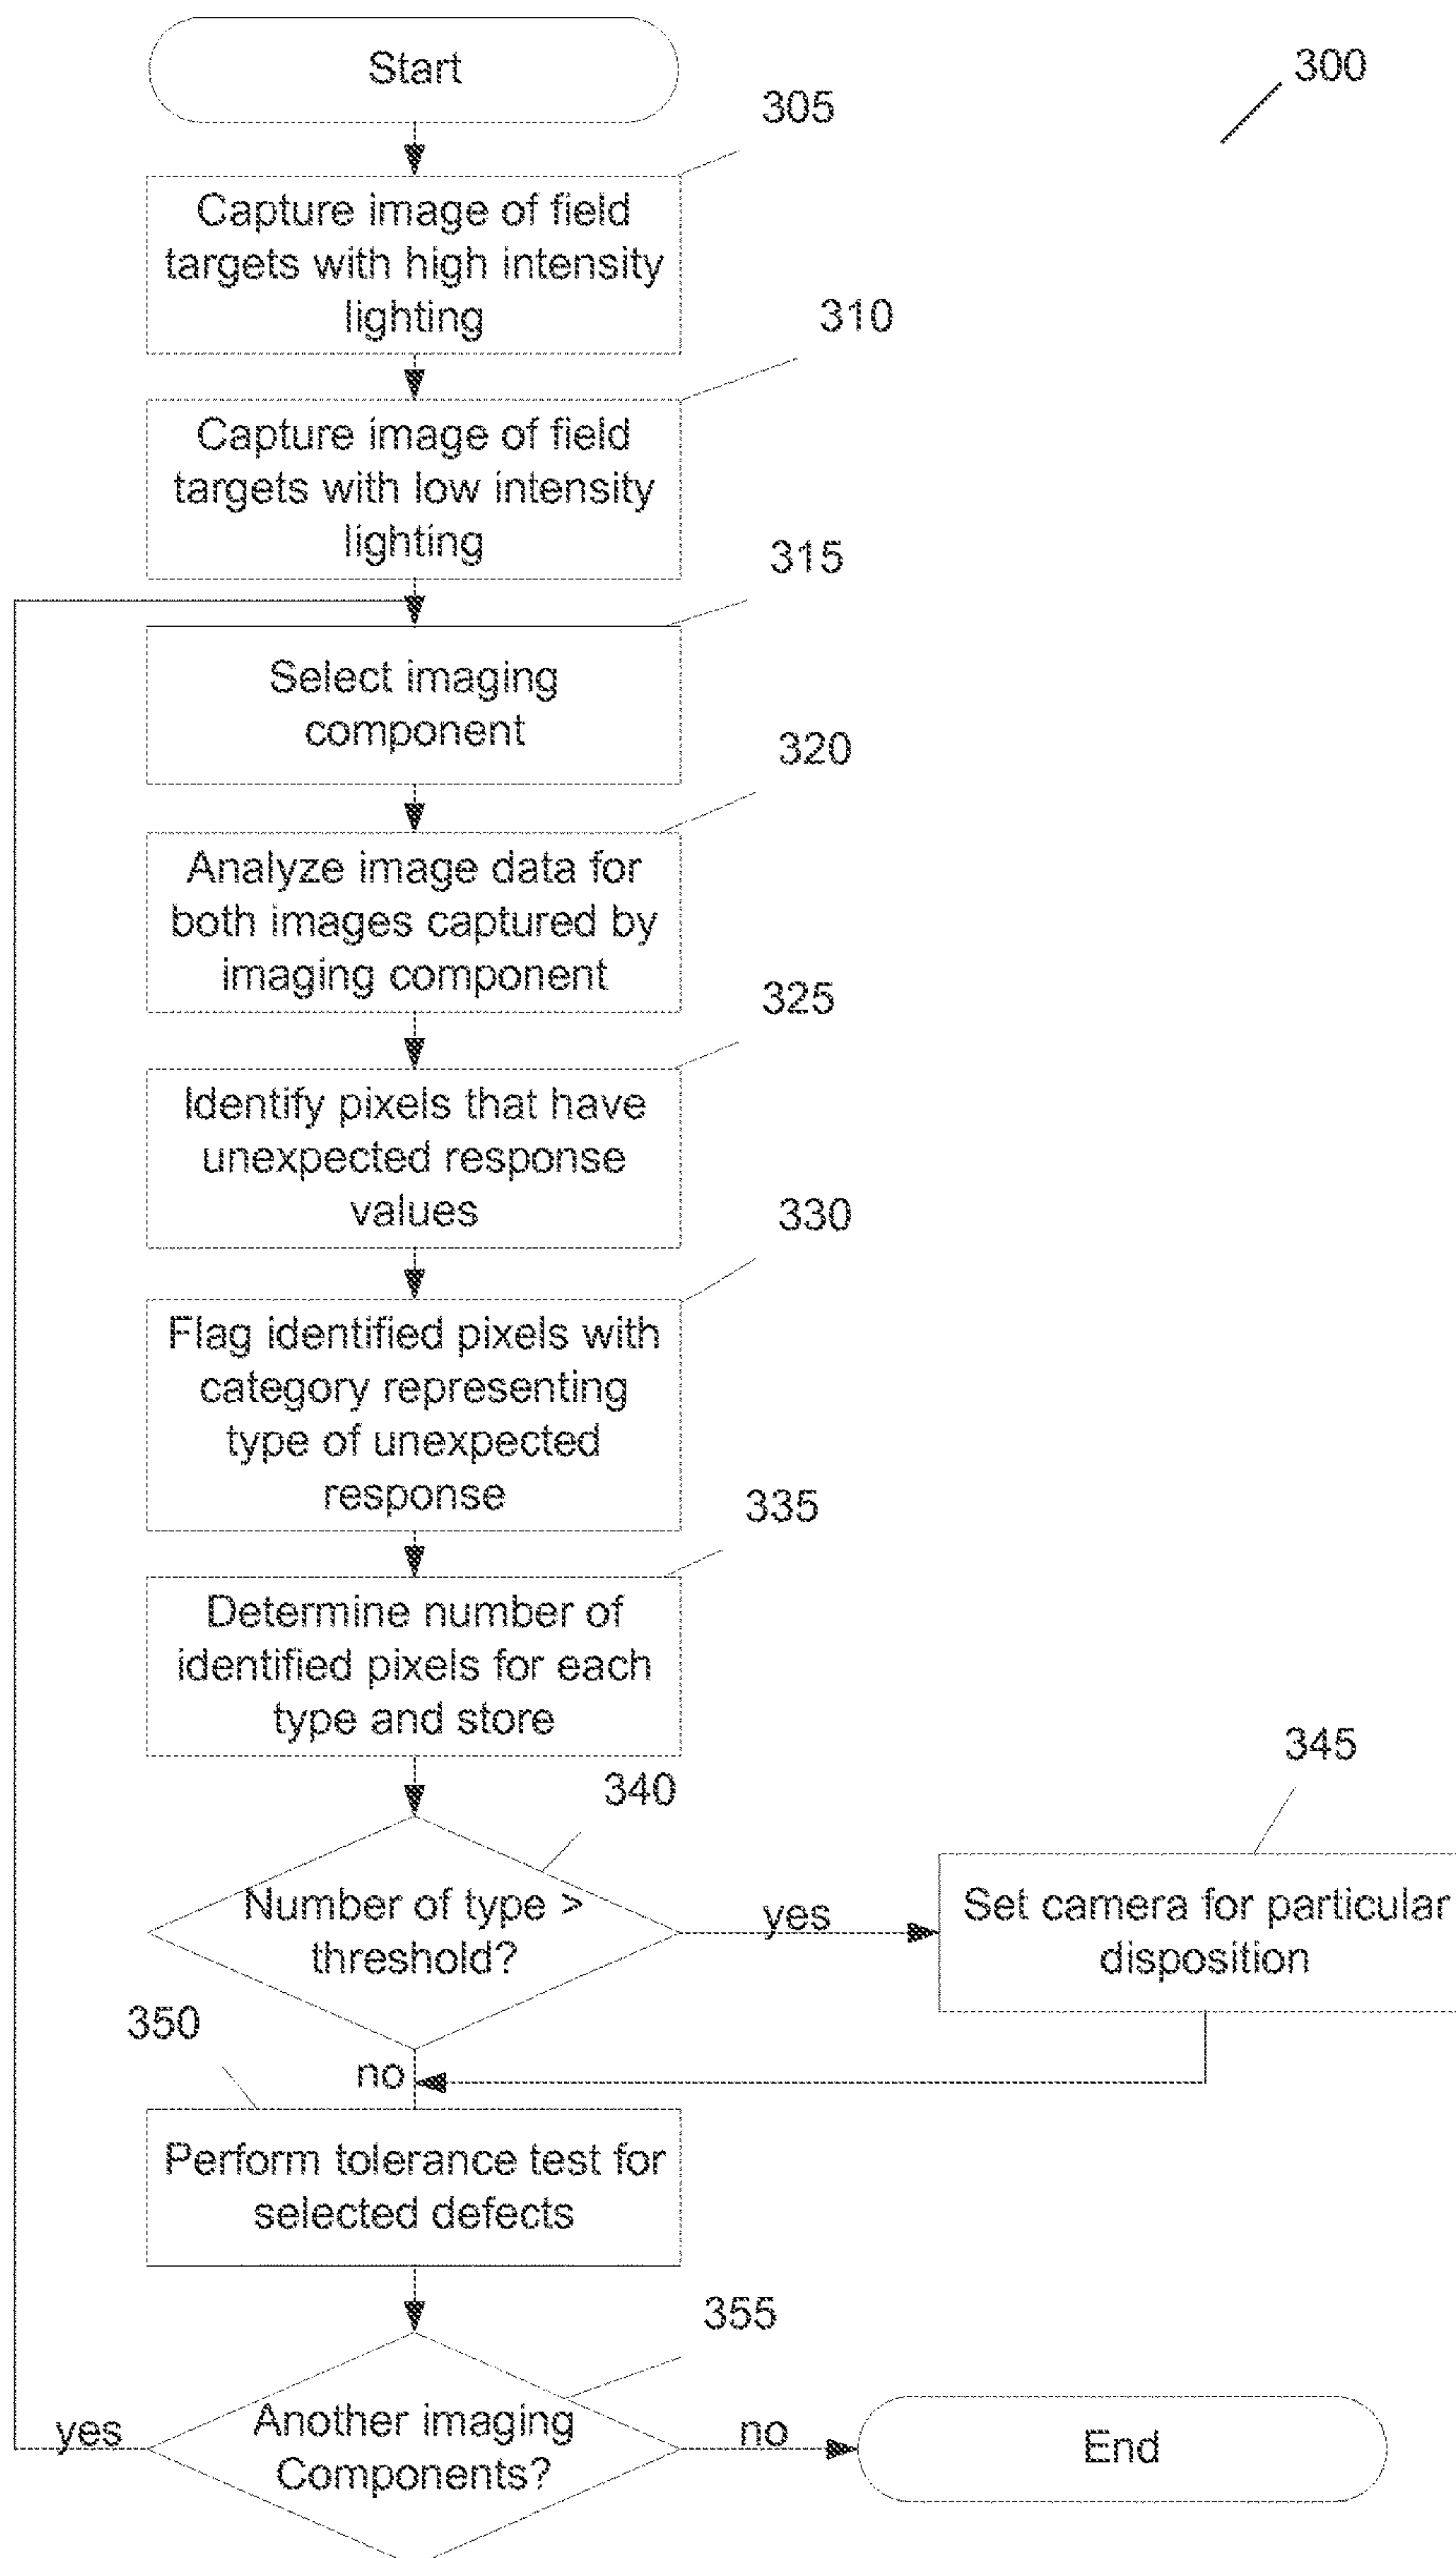 Start
300
305
Capture image of field
targets with high intensity
lighting
310
Capture image of field
targets with low intensity
lighting
315
Select imaging
component
320
Analyze image data for
both images captured by
imaging component
325
Identify pixels that have
unexpected response
values
330
Flag identified pixels with
category representing
type of unexpected
response
335
Determine number of
identified pixels for each
type and store
340
Number of type >
threshold?
yes
345
Set camera for particular
disposition
350
no
Perform tolerance test for
selected defects
355
Another imaging
Components?
yes
no
End